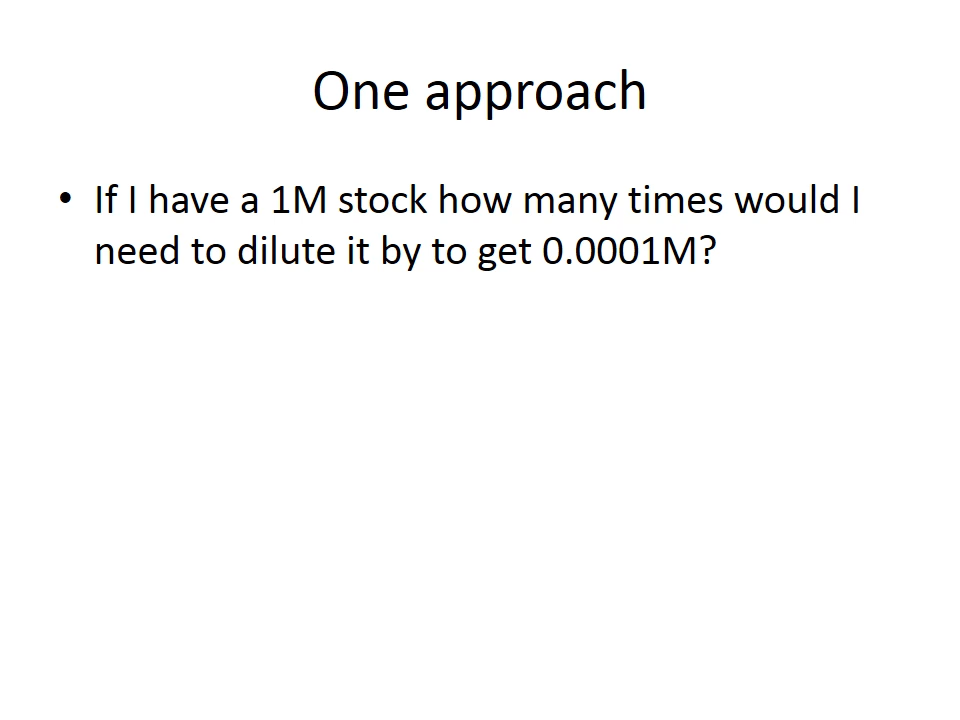 One approach
• If I have a 1M stock how many times would I
need to dilute it by to get 0.0001M?